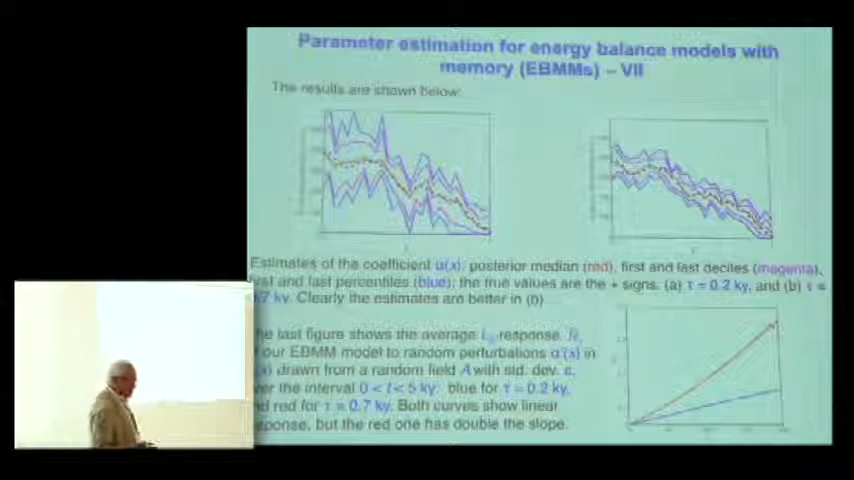 Parameter estimation for energy balance models with
memory (EBMMs) – VII
The results are shown below:
Estimates of the coefficient α(x): posterior median (red), first and last deciles (magenta),
first and last percentiles (blue); the true values are the + signs. (a) τ = 0.2 ky, and (b) τ =
0.7 ky. Clearly the estimates are better in (b)
he last figure shows the average response
our EBMM model to random perturbations α'(x) in
drawn from a random field A with std. dev. ε,
ver the interval 0 < t < 5 ky: blue for τ = 0.2 ky,
nd red for τ = 0.7 ky. Both curves show linear
sponse, but the red one has double the slope.